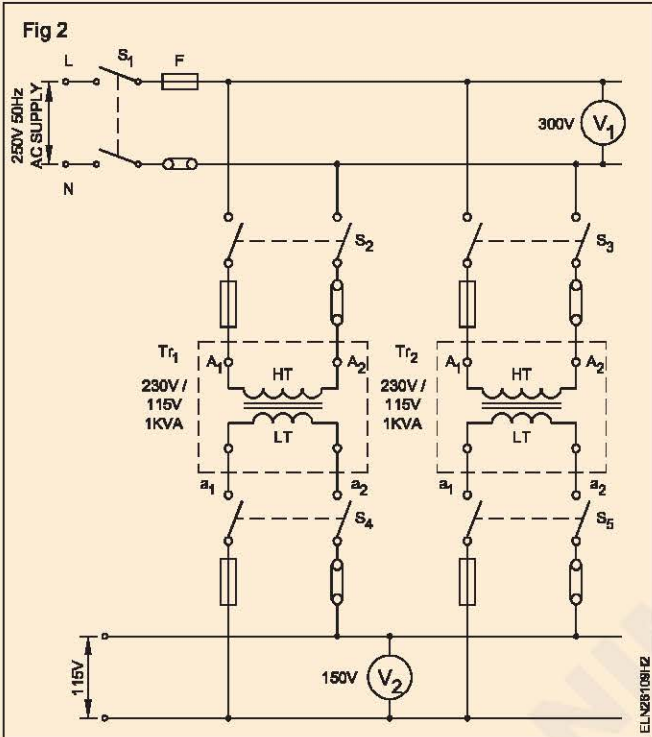 Fig 2
L
S1
F
250V 50Hz
AC SUPPLY
N
300V
V1
S2
S3
Tr1
230V /
115V
1KVA
A1
A2
HT
LT
a1
a2
S4
Tr2
230V /
115V
1KVA
A1
A2
HT
LT
a1
a2
S5
115V
150V
V2
ELN26109H2